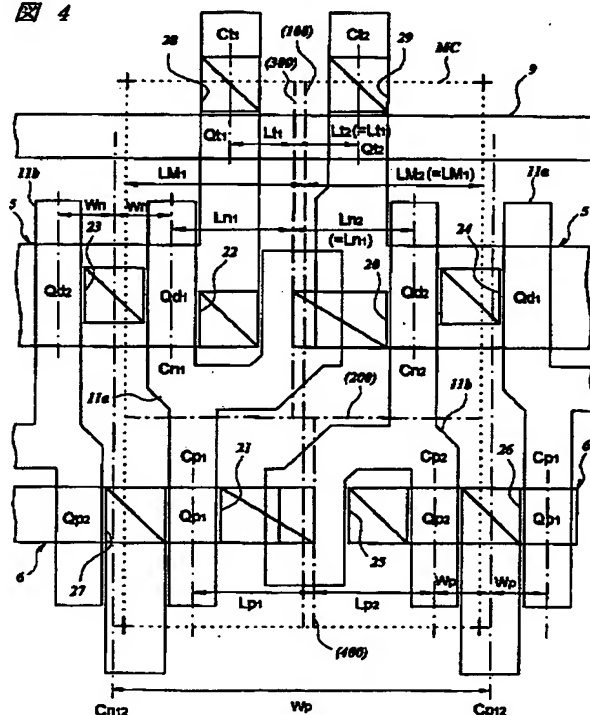 図 4
Ct1 Ct2
28 (300) (100) 29 MC
9
Qt1 Lt1 Lt2(=Lt1)
Qt2
11b LM1 LM2(=LM1) 11a
Wn Wn Ln1 Ln2
(=Ln1)
5 23 22 24 5
Qd2 Qd1 20 Qd2 Qd1
Cn1 Cn2
11a (200) 11b
Cp1 21 Cp2 26 Cp1
6
Qp2 Qp1 Qp2 Qp1
6 27 25 Wp Wp
Lp1 Lp2
(400)
Wp
Cn12 Cp12